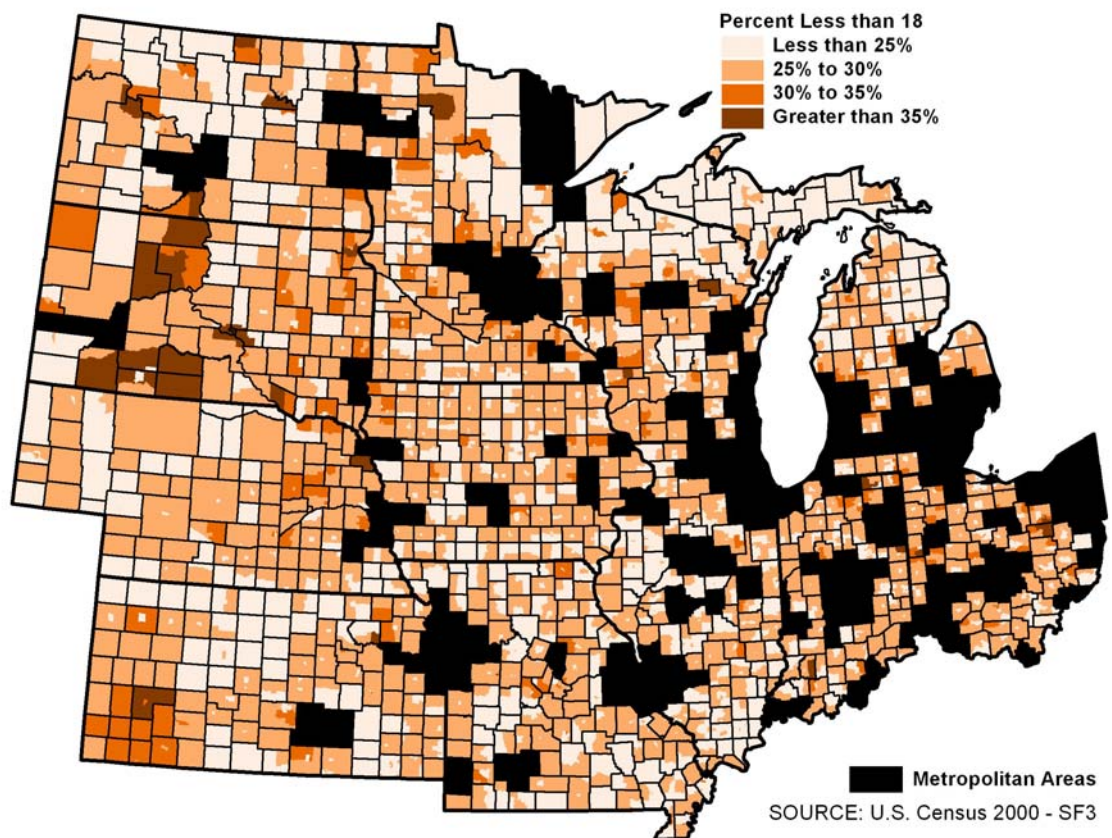 Percent Less than 18
Less than 25%
25% to 30%
30% to 35%
Greater than 35%
Metropolitan Areas
SOURCE: U.S. Census 2000 - SF3